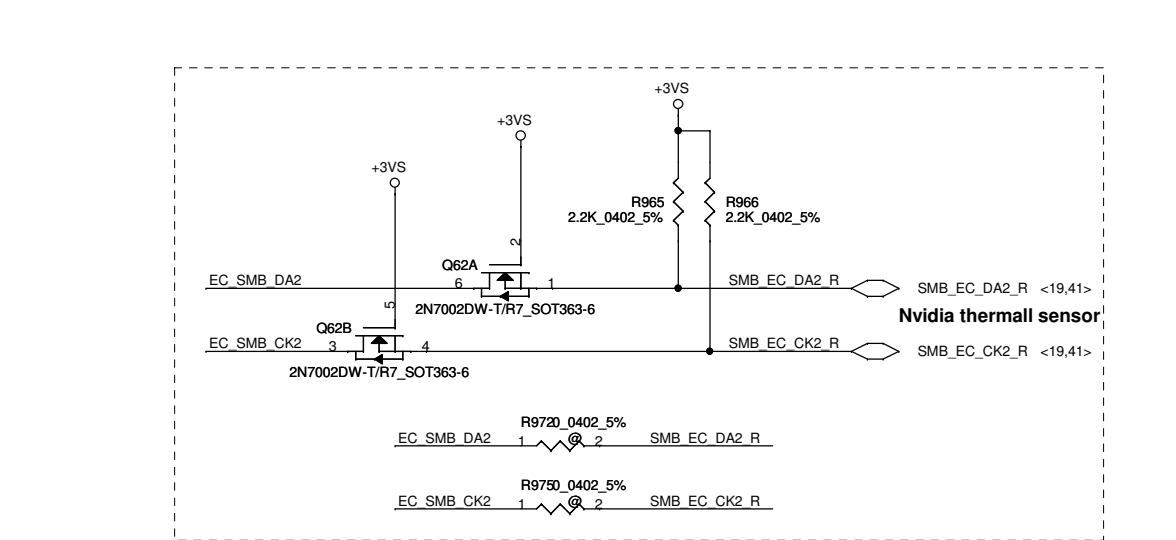 +3VS
+3VS
+3VS
R965
2.2K_0402_5%
R966
2.2K_0402_5%
2
Q62A
EC_SMB_DA2
6
1
SMB_EC_DA2_R
SMB_EC_DA2_R <19,41>
2N7002DW-T/R7_SOT363-6
Nvidia thermall sensor
5
Q62B
EC_SMB_CK2
3
4
SMB_EC_CK2_R
SMB_EC_CK2_R <19,41>
2N7002DW-T/R7_SOT363-6
R9720_0402_5%
EC_SMB_DA2
1
@
2
SMB_EC_DA2_R
R9750_0402_5%
EC_SMB_CK2
1
@
2
SMB_EC_CK2_R